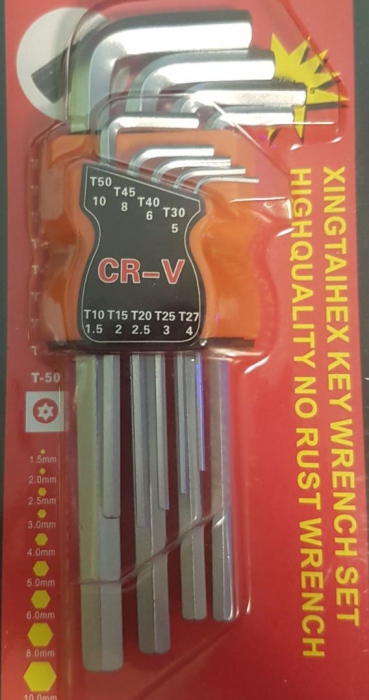 T50
T45
T40
T30
10
8
6
5
CR-V
T10 T15 T20 T25 T27
1.5 2 2.5 3 4
XINGTAIHEX KEY WRENCH SET
HIGHQUALITY NO RUST WRENCH
T-50
1.5mm
2.0mm
2.5mm
3.0mm
4.0mm
5.0mm
6.0mm
8.0mm
10.0mm